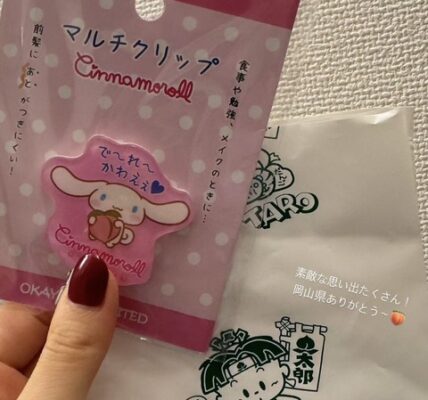 マルチクリップ
Cinnamoroll
前髪に あと がつきにくい！
食事や勉強、
メイクのときに…
で〜れ〜
かわええ
Cinnamoroll
TARO
素敵な思い出たくさん！
岡山県ありがとう〜🍑
太郎